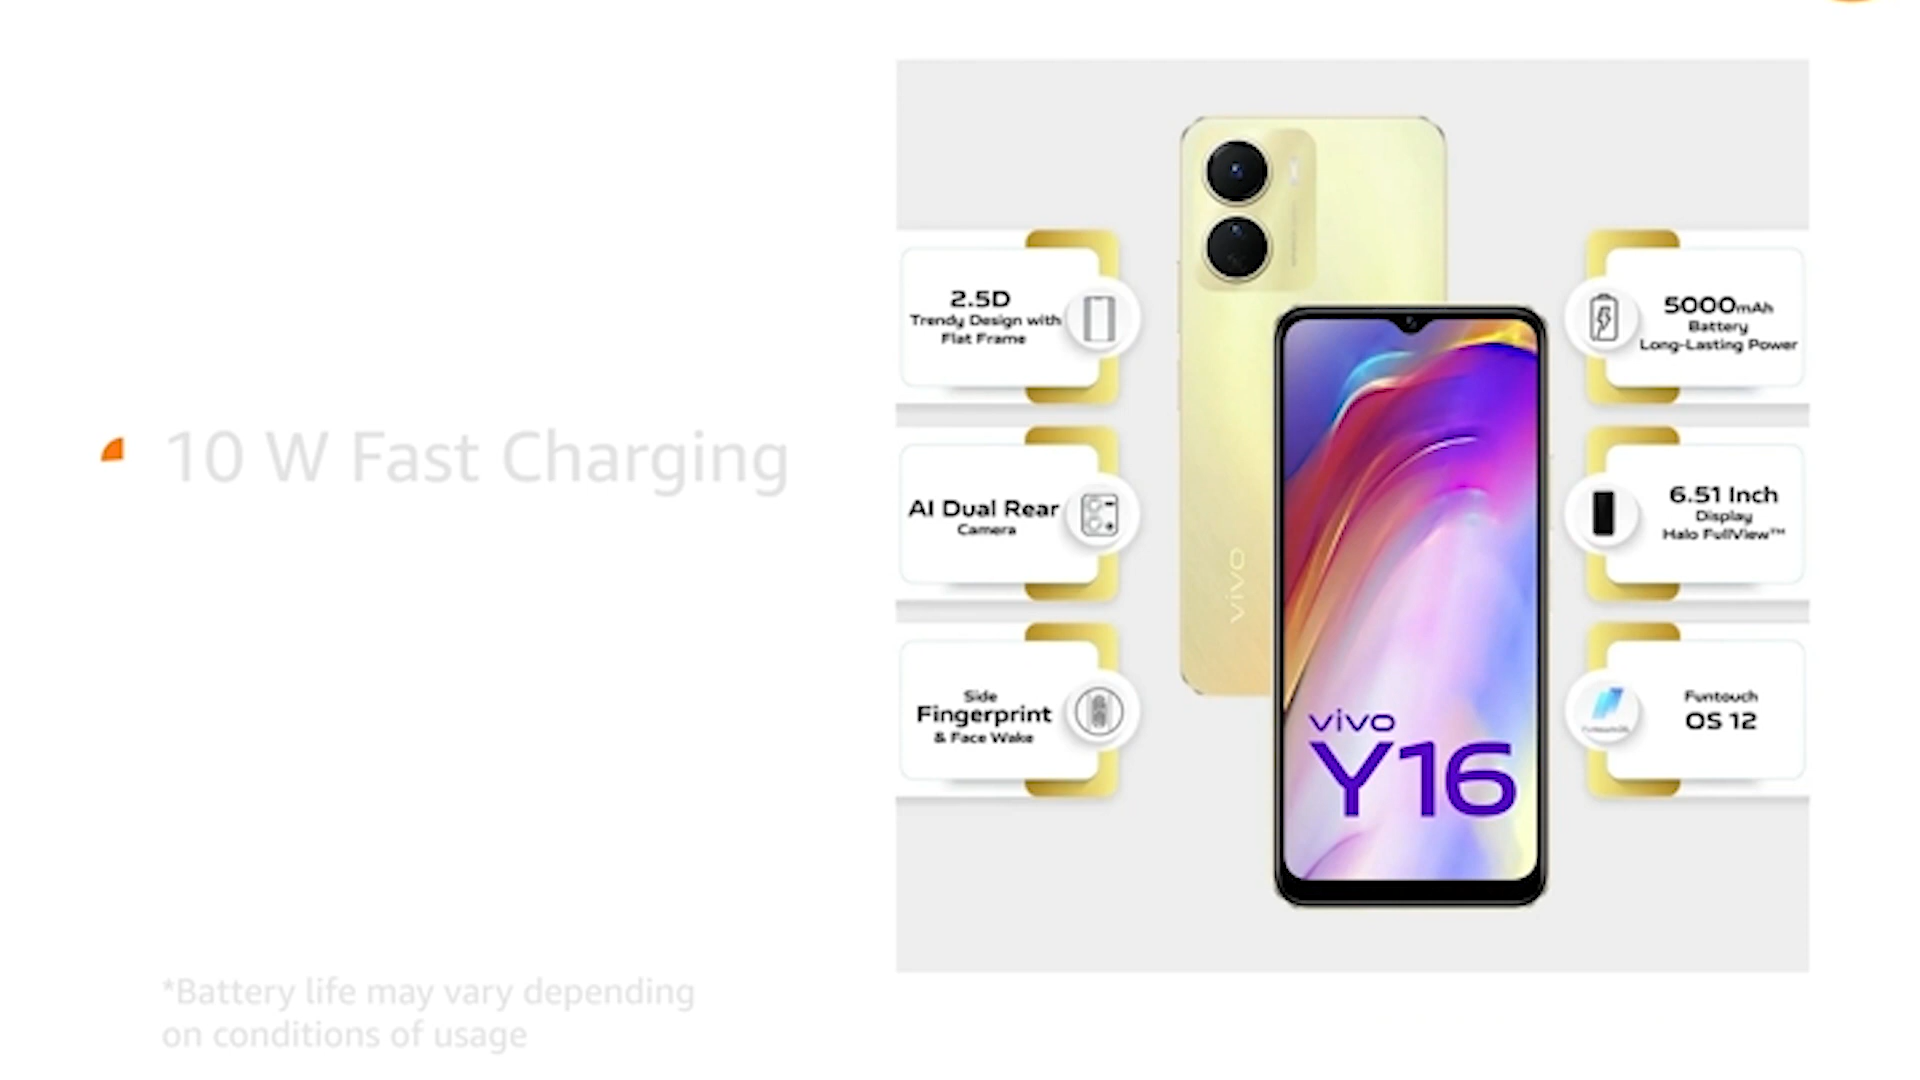 10 W Fast Charging
*Battery life may vary depending
on conditions of usage
2.5D
Trendy Design with
Flat Frame
AI Dual Rear
Camera
Side
Fingerprint
& Face Wake
vivo
vivo
Y16
5000mAh
Battery
Long-Lasting Power
6.51 Inch
Display
Halo FullView™
Funtouch
OS 12